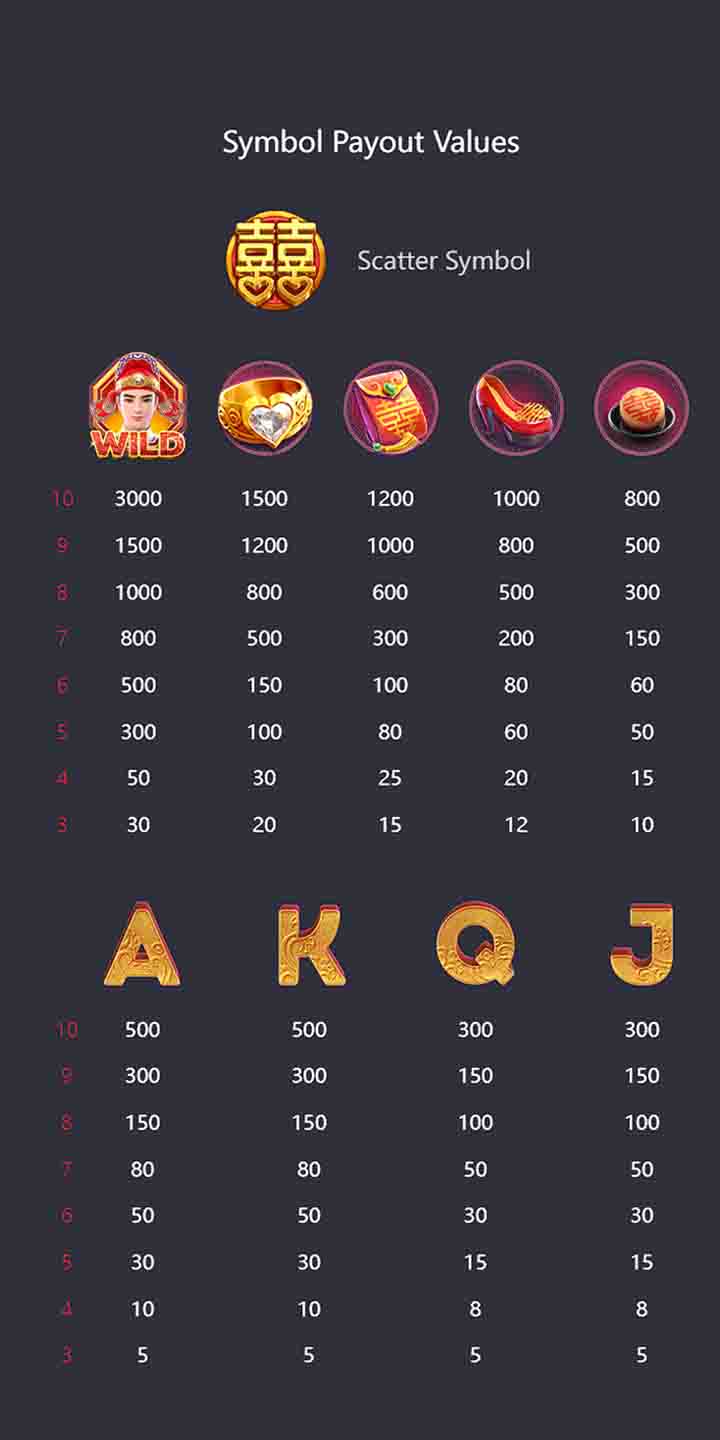 Symbol Payout Values
囍
Scatter Symbol
WILD
囍
囍
10 3000 1500 1200 1000 800
9 1500 1200 1000 800 500
8 1000 800 600 500 300
7 800 500 300 200 150
6 500 150 100 80 60
5 300 100 80 60 50
4 50 30 25 20 15
3 30 20 15 12 10
A K Q J
10 500 500 300 300
9 300 300 150 150
8 150 150 100 100
7 80 80 50 50
6 50 50 30 30
5 30 30 15 15
4 10 10 8 8
3 5 5 5 5